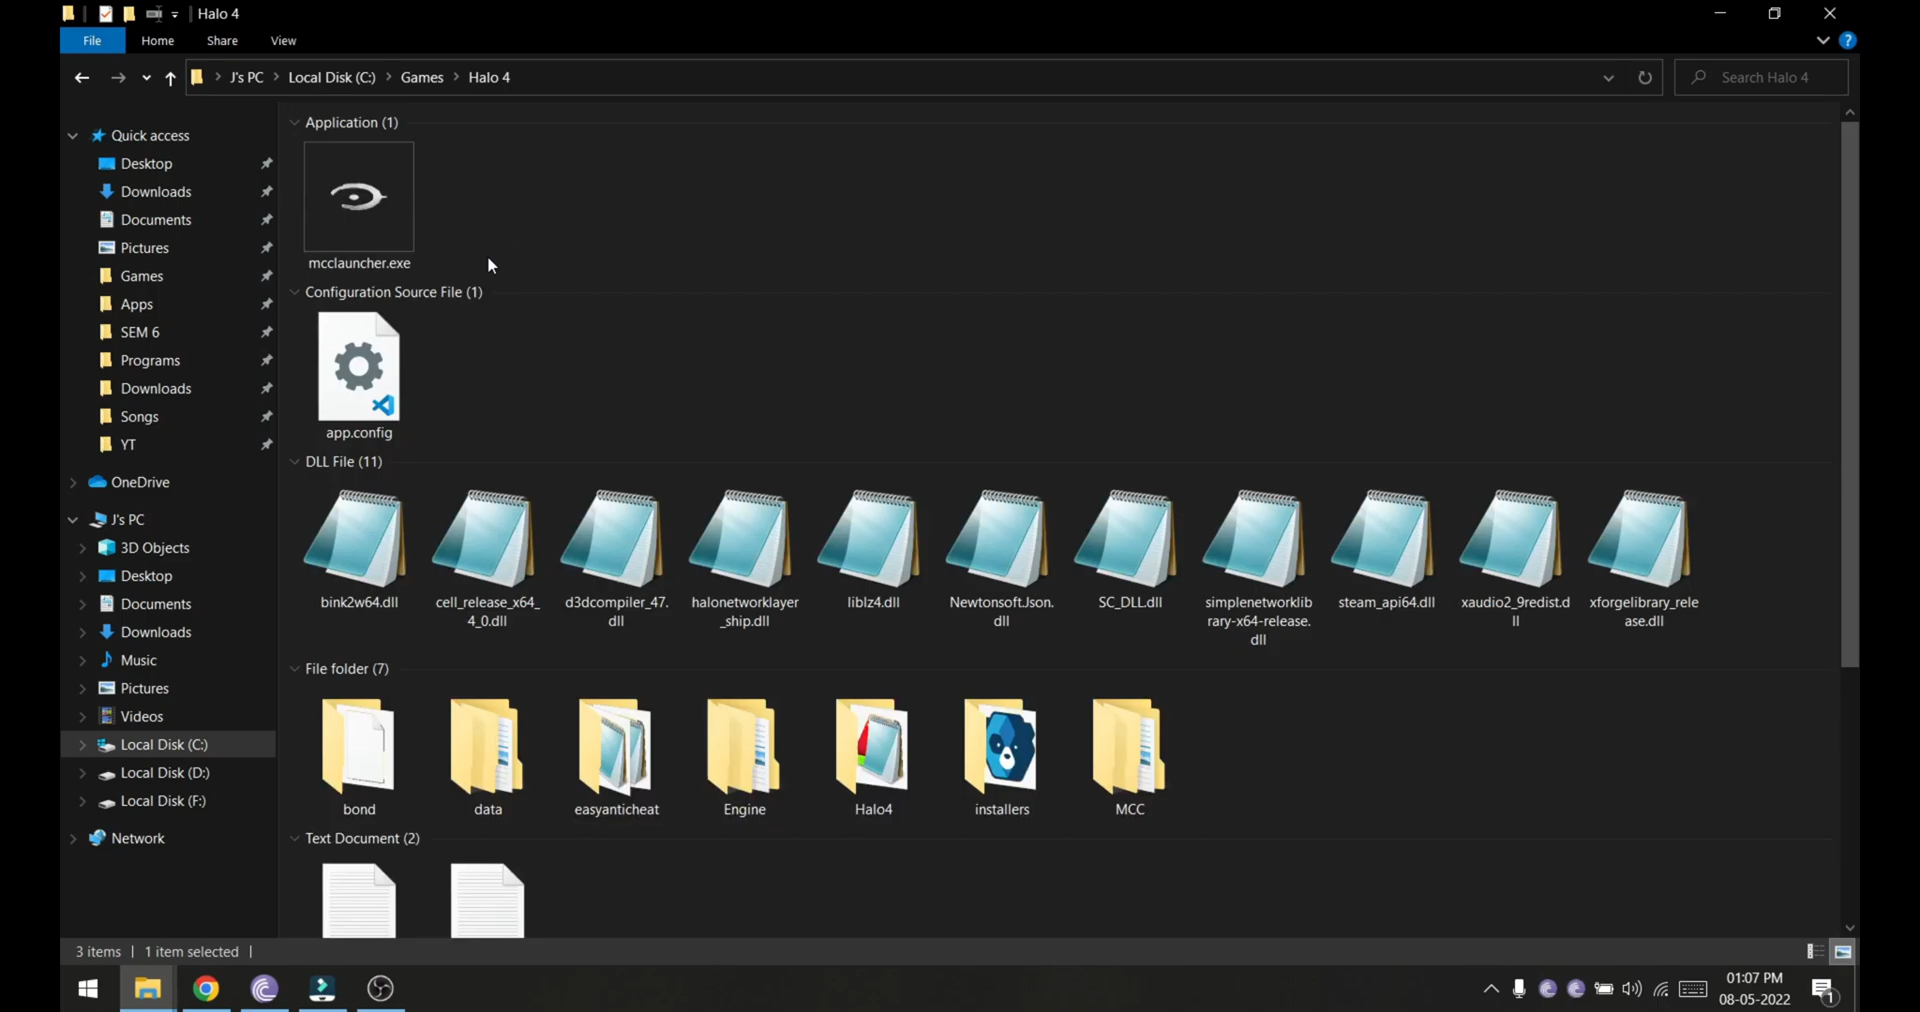 Halo 4
File
Home
Share
View
J's PC
Local Disk (C:)
Games
Halo 4
Search Halo 4
Quick access
Desktop
Downloads
Documents
Pictures
Games
Apps
SEM 6
Programs
Downloads
Songs
YT
OneDrive
J's PC
3D Objects
Desktop
Documents
Downloads
Music
Pictures
Videos
Local Disk (C:)
Local Disk (D:)
Local Disk (F:)
Network
Application (1)
mcclauncher.exe
Configuration Source File (1)
app.config
DLL File (11)
bink2w64.dll
cell_release_x64_
4_0.dll
d3dcompiler_47.
dll
halonetworklayer
_ship.dll
liblz4.dll
Newtonsoft.Json.
dll
SC_DLL.dll
simplenetworklib
rary-x64-release.
dll
steam_api64.dll
xaudio2_9redist.d
ll
xforgelibrary_rele
ase.dll
File folder (7)
bond
data
easyanticheat
Engine
Halo4
installers
MCC
Text Document (2)
3 items
1 item selected
01:07 PM
08-05-2022
1